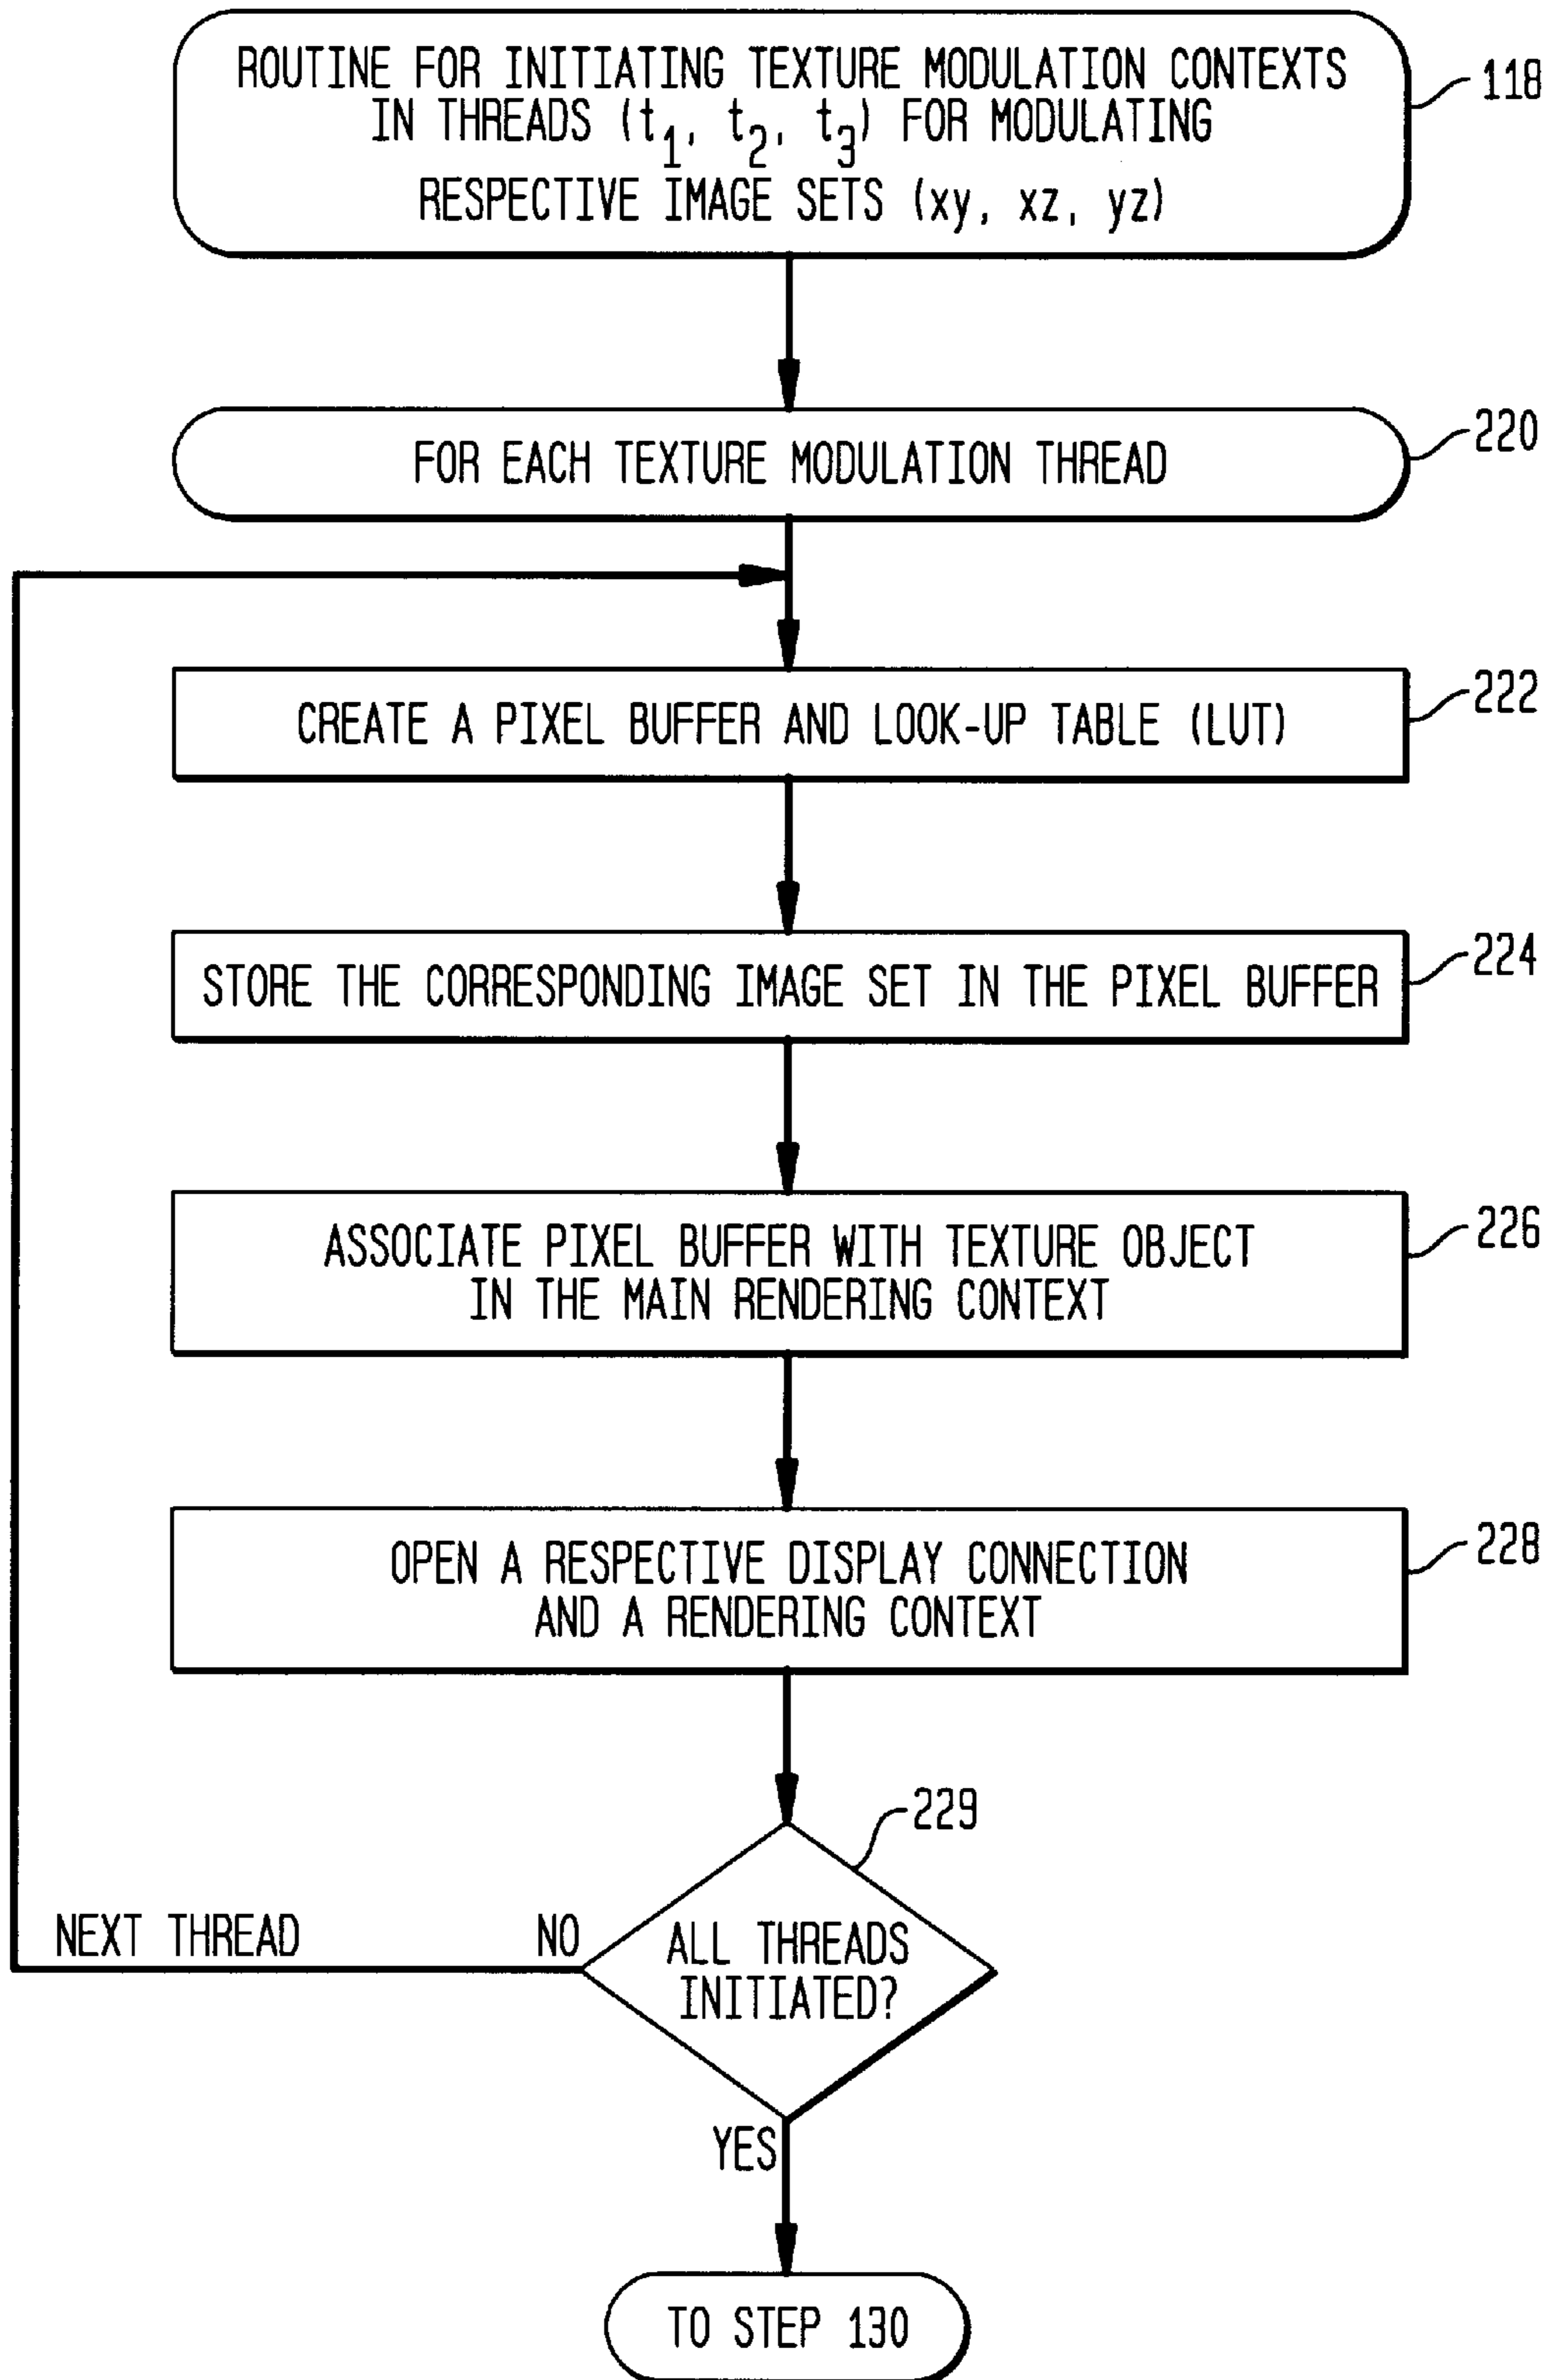 ROUTINE FOR INITIATING TEXTURE MODULATION CONTEXTS
IN THREADS (t1, t2, t3) FOR MODULATING
RESPECTIVE IMAGE SETS (xy, xz, yz)
118
FOR EACH TEXTURE MODULATION THREAD
220
CREATE A PIXEL BUFFER AND LOOK-UP TABLE (LUT)
222
STORE THE CORRESPONDING IMAGE SET IN THE PIXEL BUFFER
224
ASSOCIATE PIXEL BUFFER WITH TEXTURE OBJECT
IN THE MAIN RENDERING CONTEXT
226
OPEN A RESPECTIVE DISPLAY CONNECTION
AND A RENDERING CONTEXT
228
229
ALL THREADS
INITIATED?
NO
NEXT THREAD
YES
TO STEP 130